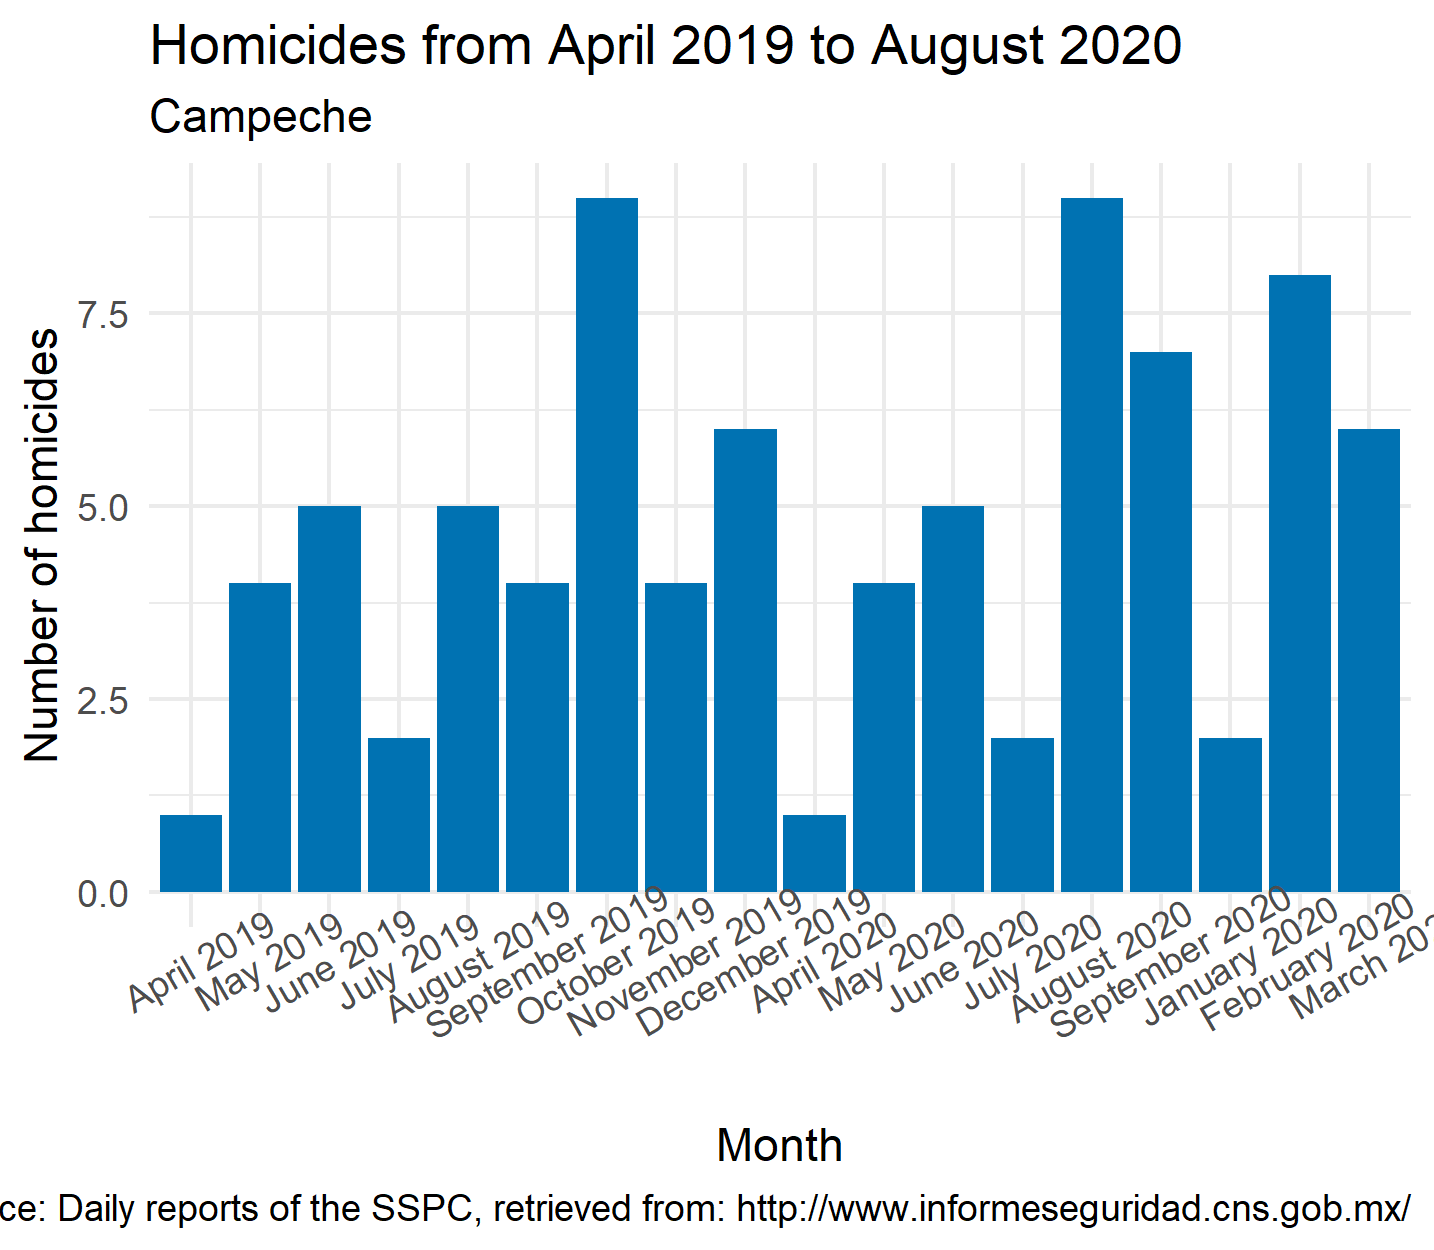 Homicides from April 2019 to August 2020
Campeche
Number of homicides
7.5
5.0
2.5
0.0
April 2019
May 2019
June 2019
July 2019
August 2019
September 2019
October 2019
November 2019
December 2019
April 2020
May 2020
June 2020
July 2020
August 2020
September 2020
January 2020
February 2020
March 202
Month
ce: Daily reports of the SSPC, retrieved from: http://www.informeseguridad.cns.gob.mx/